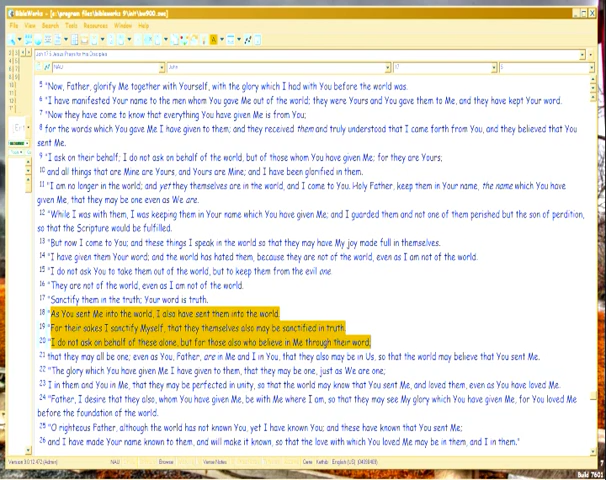 BibleWorks - [c:\program files\bibleworks 9\init\bw900.swc]
File View Search Tools Resources Window Help
John 17:5 Jesus Prays for His Disciples
NAU John 17 5
5 "Now, Father, glorify Me together with Yourself, with the glory which I had with You before the world was.
6 "I have manifested Your name to the men whom You gave Me out of the world; they were Yours and You gave them to Me, and they have kept Your word.
7 "Now they have come to know that everything You have given Me is from You;
8 for the words which You gave Me I have given to them; and they received them and truly understood that I came forth from You, and they believed that You
sent Me.
9 "I ask on their behalf; I do not ask on behalf of the world, but of those whom You have given Me; for they are Yours;
10 and all things that are Mine are Yours, and Yours are Mine; and I have been glorified in them.
11 "I am no longer in the world; and yet they themselves are in the world, and I come to You. Holy Father, keep them in Your name, the name which You have
given Me, that they may be one even as We are.
12 "While I was with them, I was keeping them in Your name which You have given Me; and I guarded them and not one of them perished but the son of perdition,
so that the Scripture would be fulfilled.
13 "But now I come to You; and these things I speak in the world so that they may have My joy made full in themselves.
14 "I have given them Your word; and the world has hated them, because they are not of the world, even as I am not of the world.
15 "I do not ask You to take them out of the world, but to keep them from the evil one.
16 "They are not of the world, even as I am not of the world.
17 "Sanctify them in the truth; Your word is truth.
18 "As You sent Me into the world, I also have sent them into the world.
19 "For their sakes I sanctify Myself, that they themselves also may be sanctified in truth.
20 "I do not ask on behalf of these alone, but for those also who believe in Me through their word;
21 that they may all be one; even as You, Father, are in Me and I in You, that they also may be in Us, so that the world may believe that You sent Me.
22 "The glory which You have given Me I have given to them, that they may be one, just as We are one;
23 I in them and You in Me, that they may be perfected in unity, so that the world may know that You sent Me, and loved them, even as You have loved Me.
24 "Father, I desire that they also, whom You have given Me, be with Me where I am, so that they may see My glory which You have given Me, for You loved Me
before the foundation of the world.
25 "O righteous Father, although the world has not known You, yet I have known You; and these have known that You sent Me;
26 and I have made Your name known to them, and will make it known, so that the love with which You loved Me may be in them, and I in them."
NAU Browse Verse Notes English (US)
Build 7601